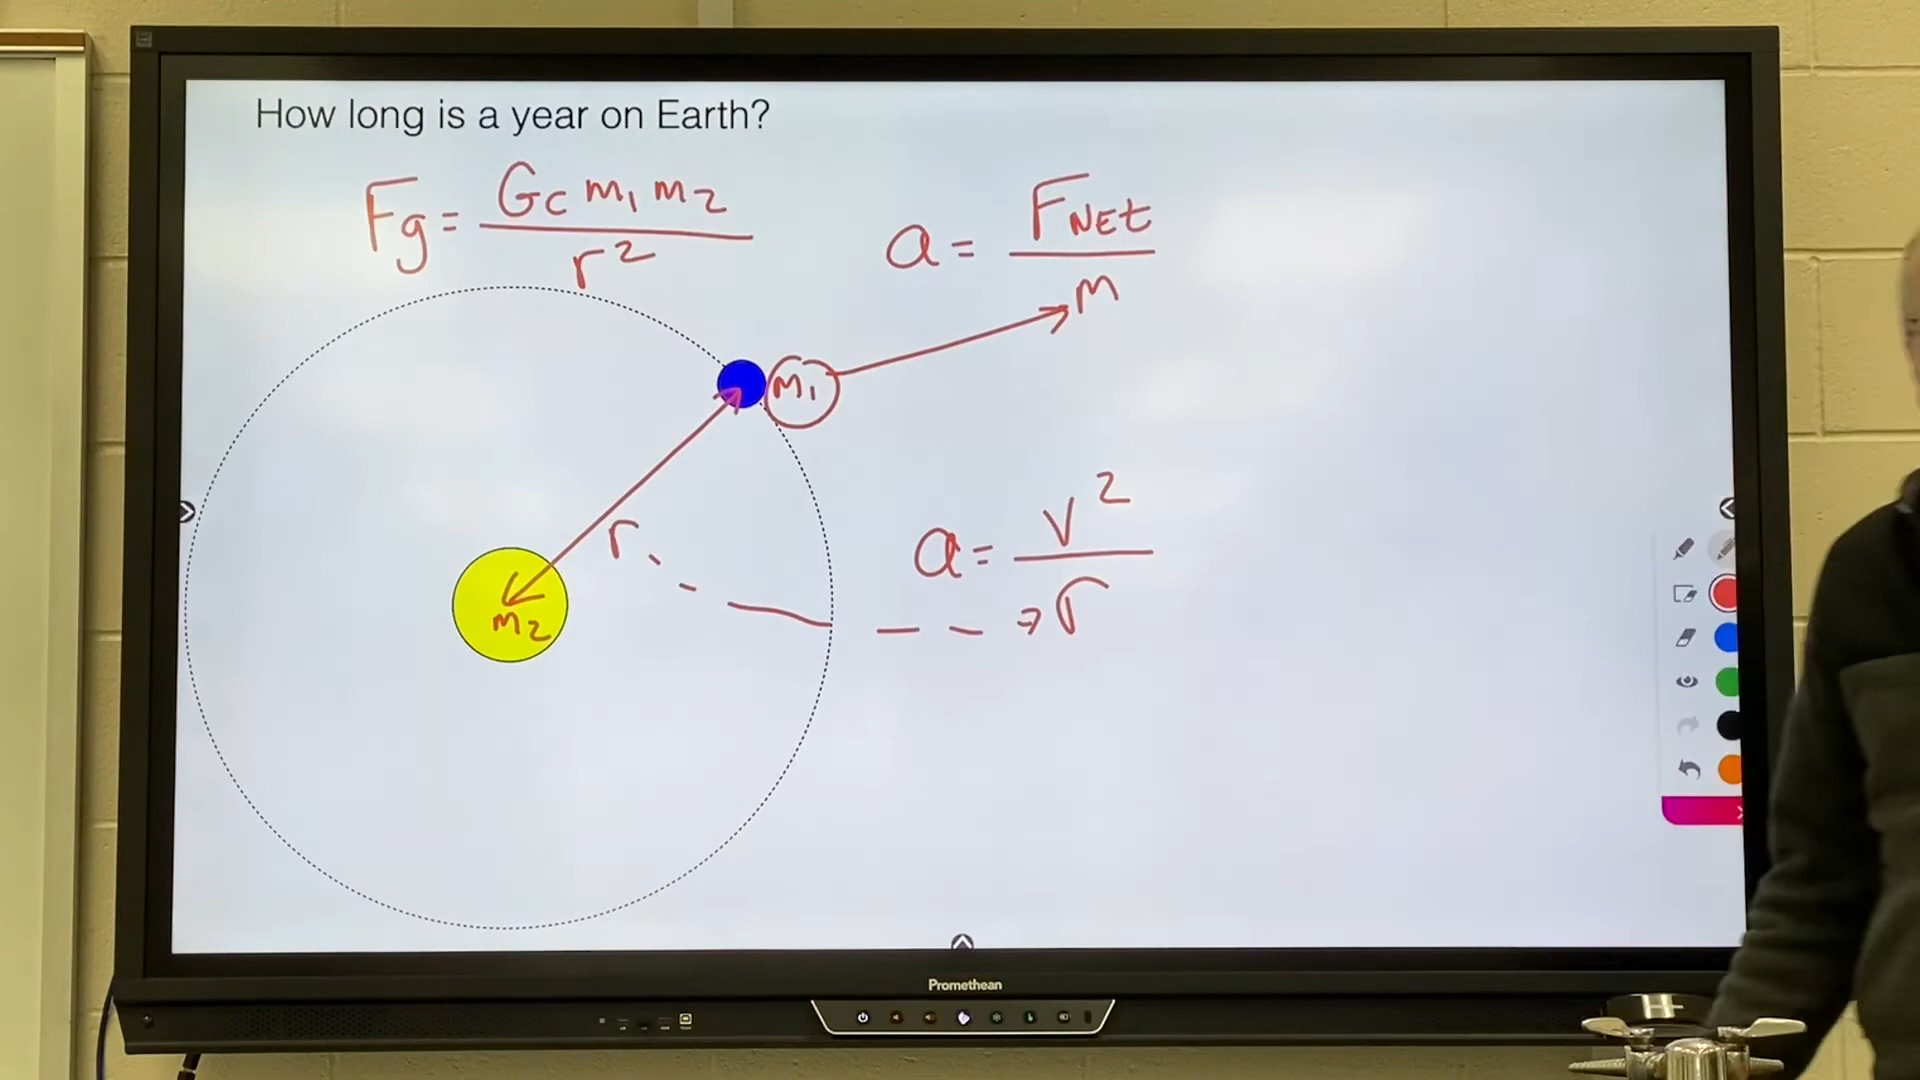 How long is a year on Earth?
Fg = Gc m1 m2 / r²
a = FNEt / m
m1
a = v² / r
r
m2
Promethean